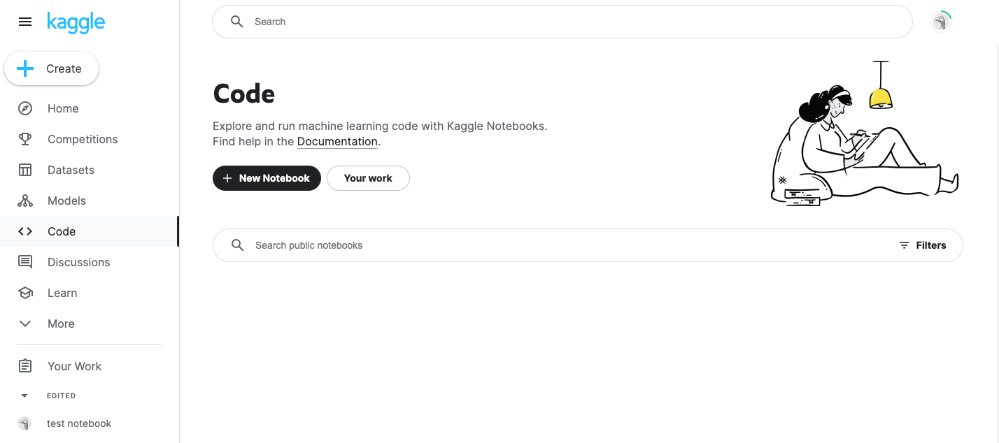 kaggle
Search
Create
Home
Competitions
Datasets
Models
Code
Discussions
Learn
More
Your Work
EDITED
test notebook
Code
Explore and run machine learning code with Kaggle Notebooks.
Find help in the Documentation.
New Notebook
Your work
Search public notebooks
Filters